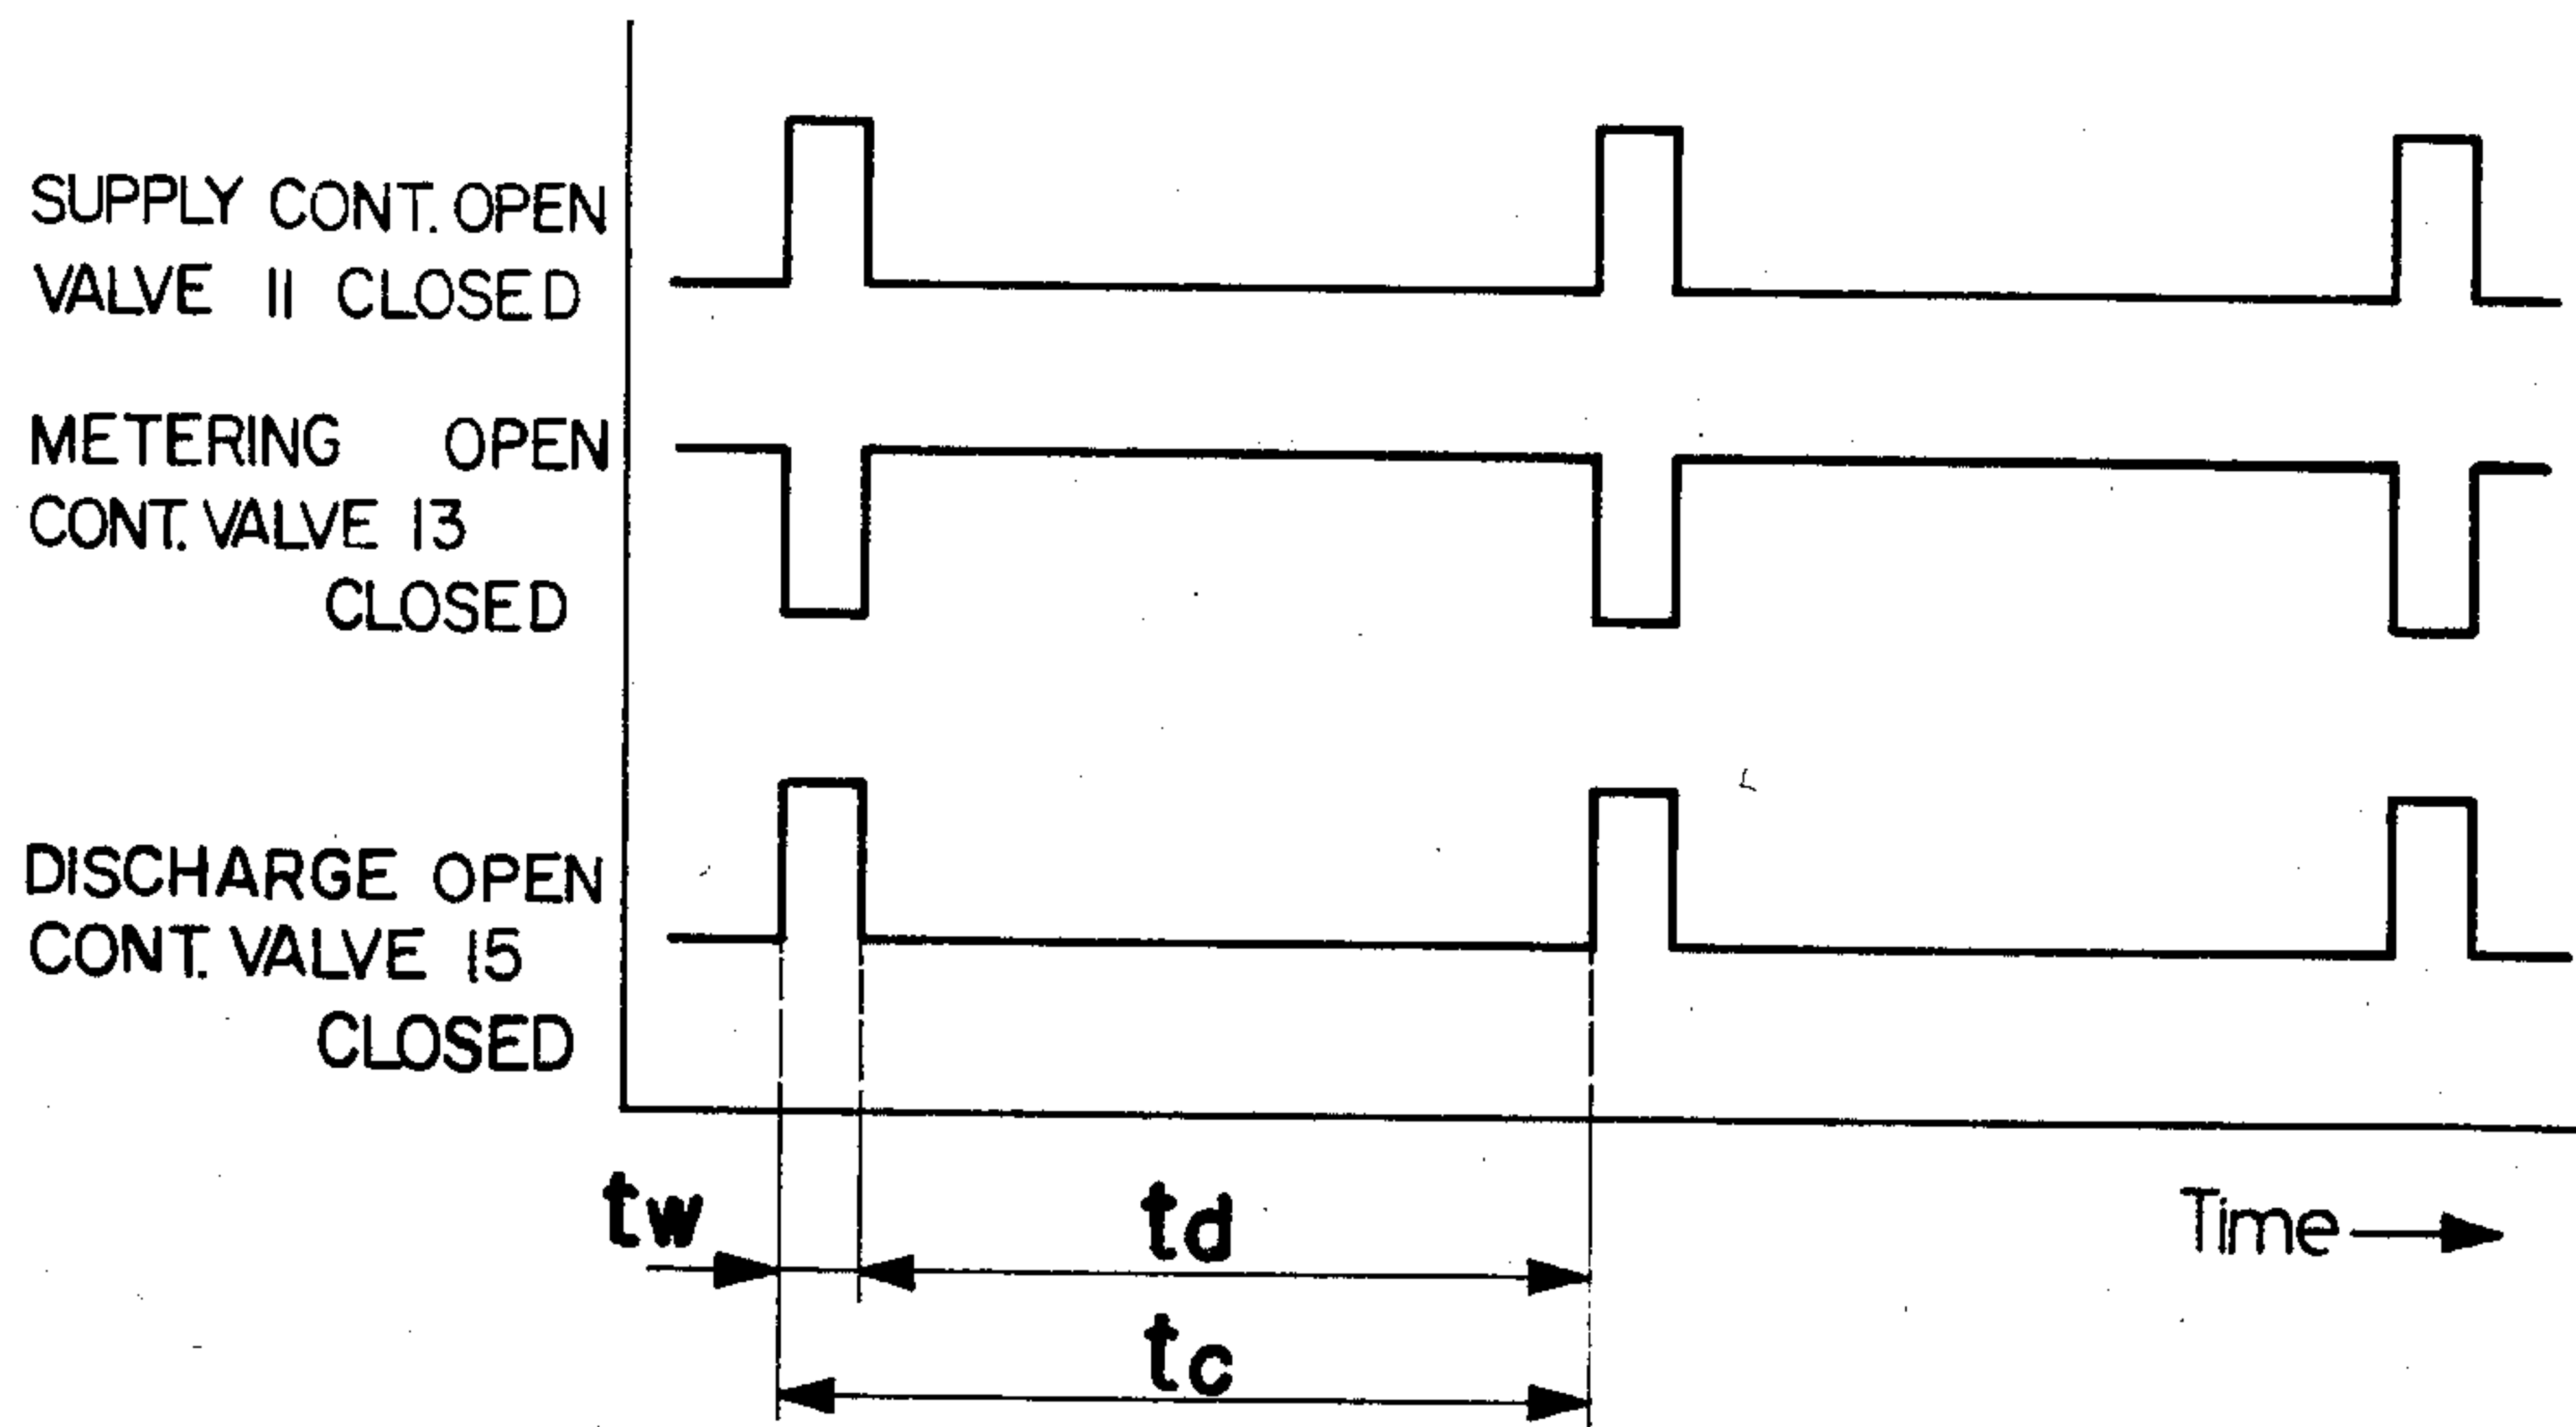 SUPPLY CONT. OPEN
VALVE 11 CLOSED
METERING OPEN
CONT. VALVE 13
CLOSED
DISCHARGE OPEN
CONT. VALVE 15
CLOSED
tw
td
Time
tc